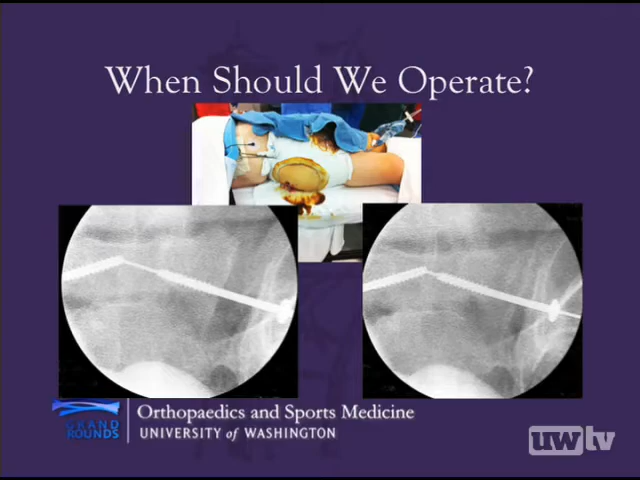 When Should We Operate?
GRAND
ROUNDS
Orthopaedics and Sports Medicine
UNIVERSITY of WASHINGTON
uwtv